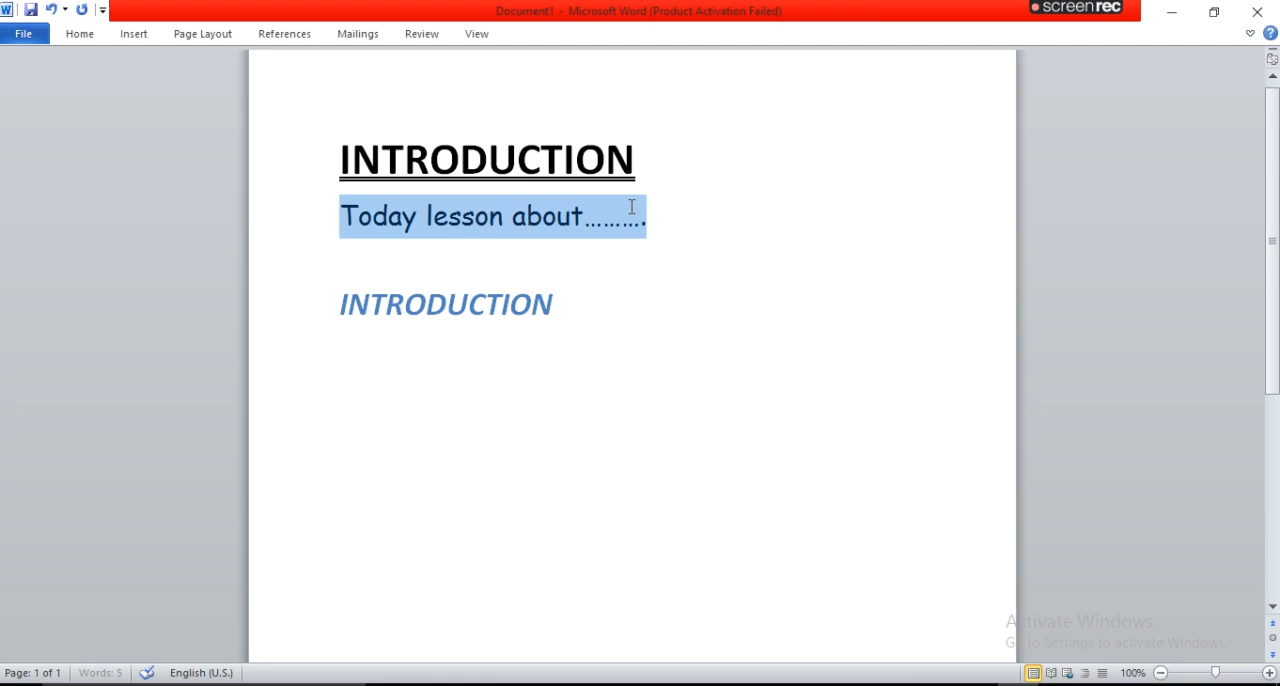 Document1 - Microsoft Word (Product Activation Failed)
screenrec
File Home Insert Page Layout References Mailings Review View
INTRODUCTION
Today lesson about……….
INTRODUCTION
Activate Windows
Go to Settings to activate Windows.
Page: 1 of 1 Words: 5 English (U.S.) 100%